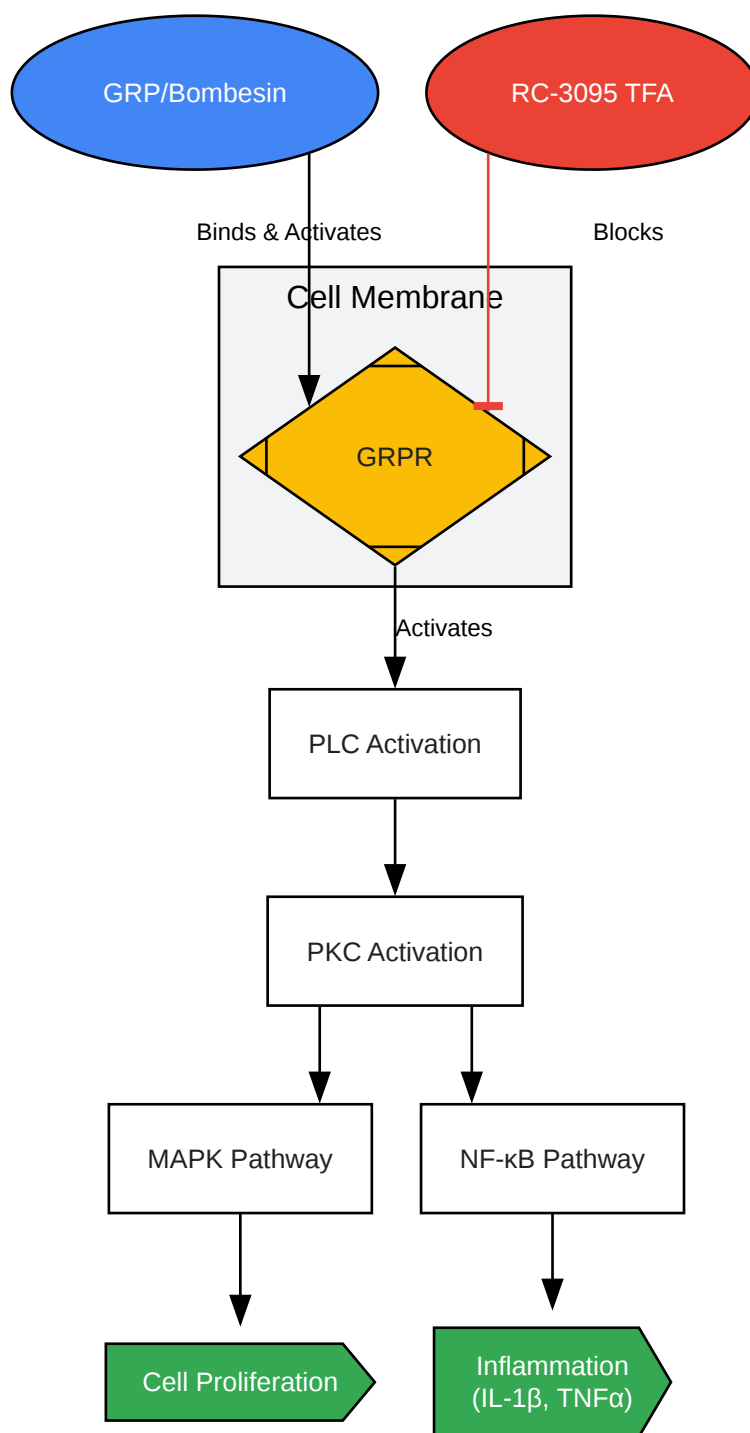 GRP/Bombesin
RC-3095 TFA
Binds & Activates
Blocks
Cell Membrane
GRPR
Activates
PLC Activation
PKC Activation
MAPK Pathway
NF-κB Pathway
Cell Proliferation
Inflammation
(IL-1β, TNFα)